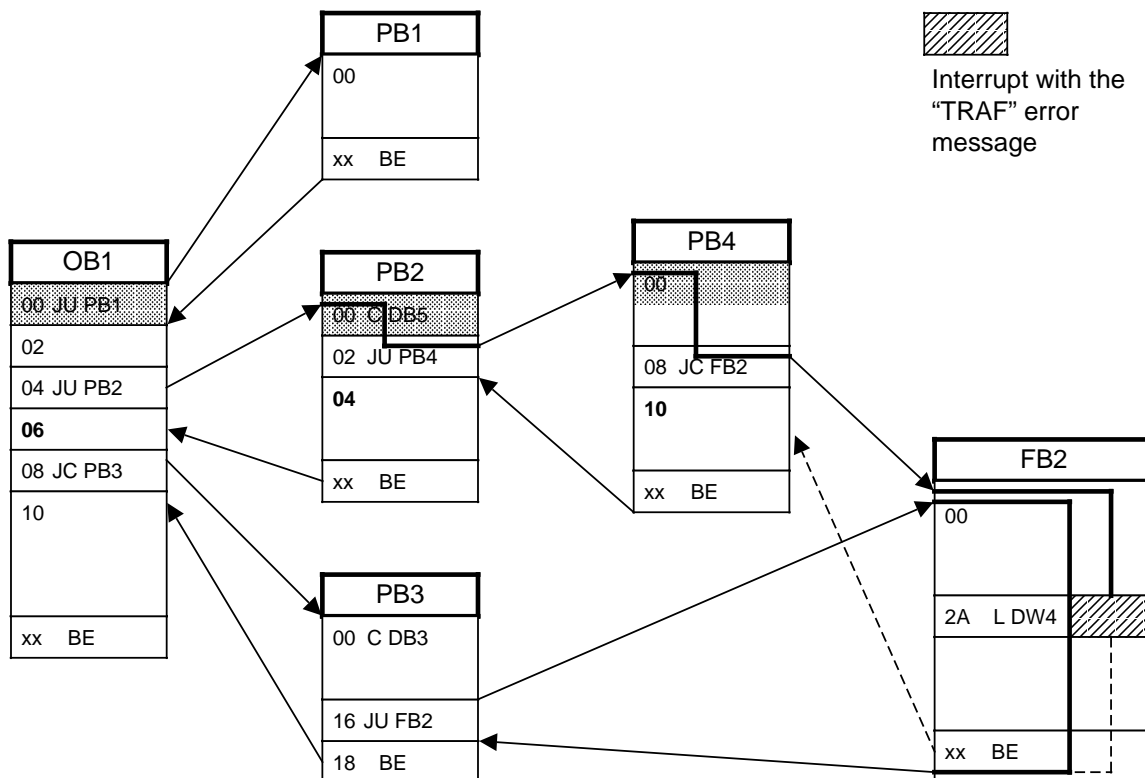 PB1
00
xx BE
Interrupt with the
“TRAF” error
message
OB1
00 JU PB1
02
04 JU PB2
06
08 JC PB3
10
xx BE
PB2
00 C DB5
02 JU PB4
04
xx BE
PB4
00
08 JC FB2
10
xx BE
PB3
00 C DB3
16 JU FB2
18 BE
FB2
00
2A L DW4
xx BE